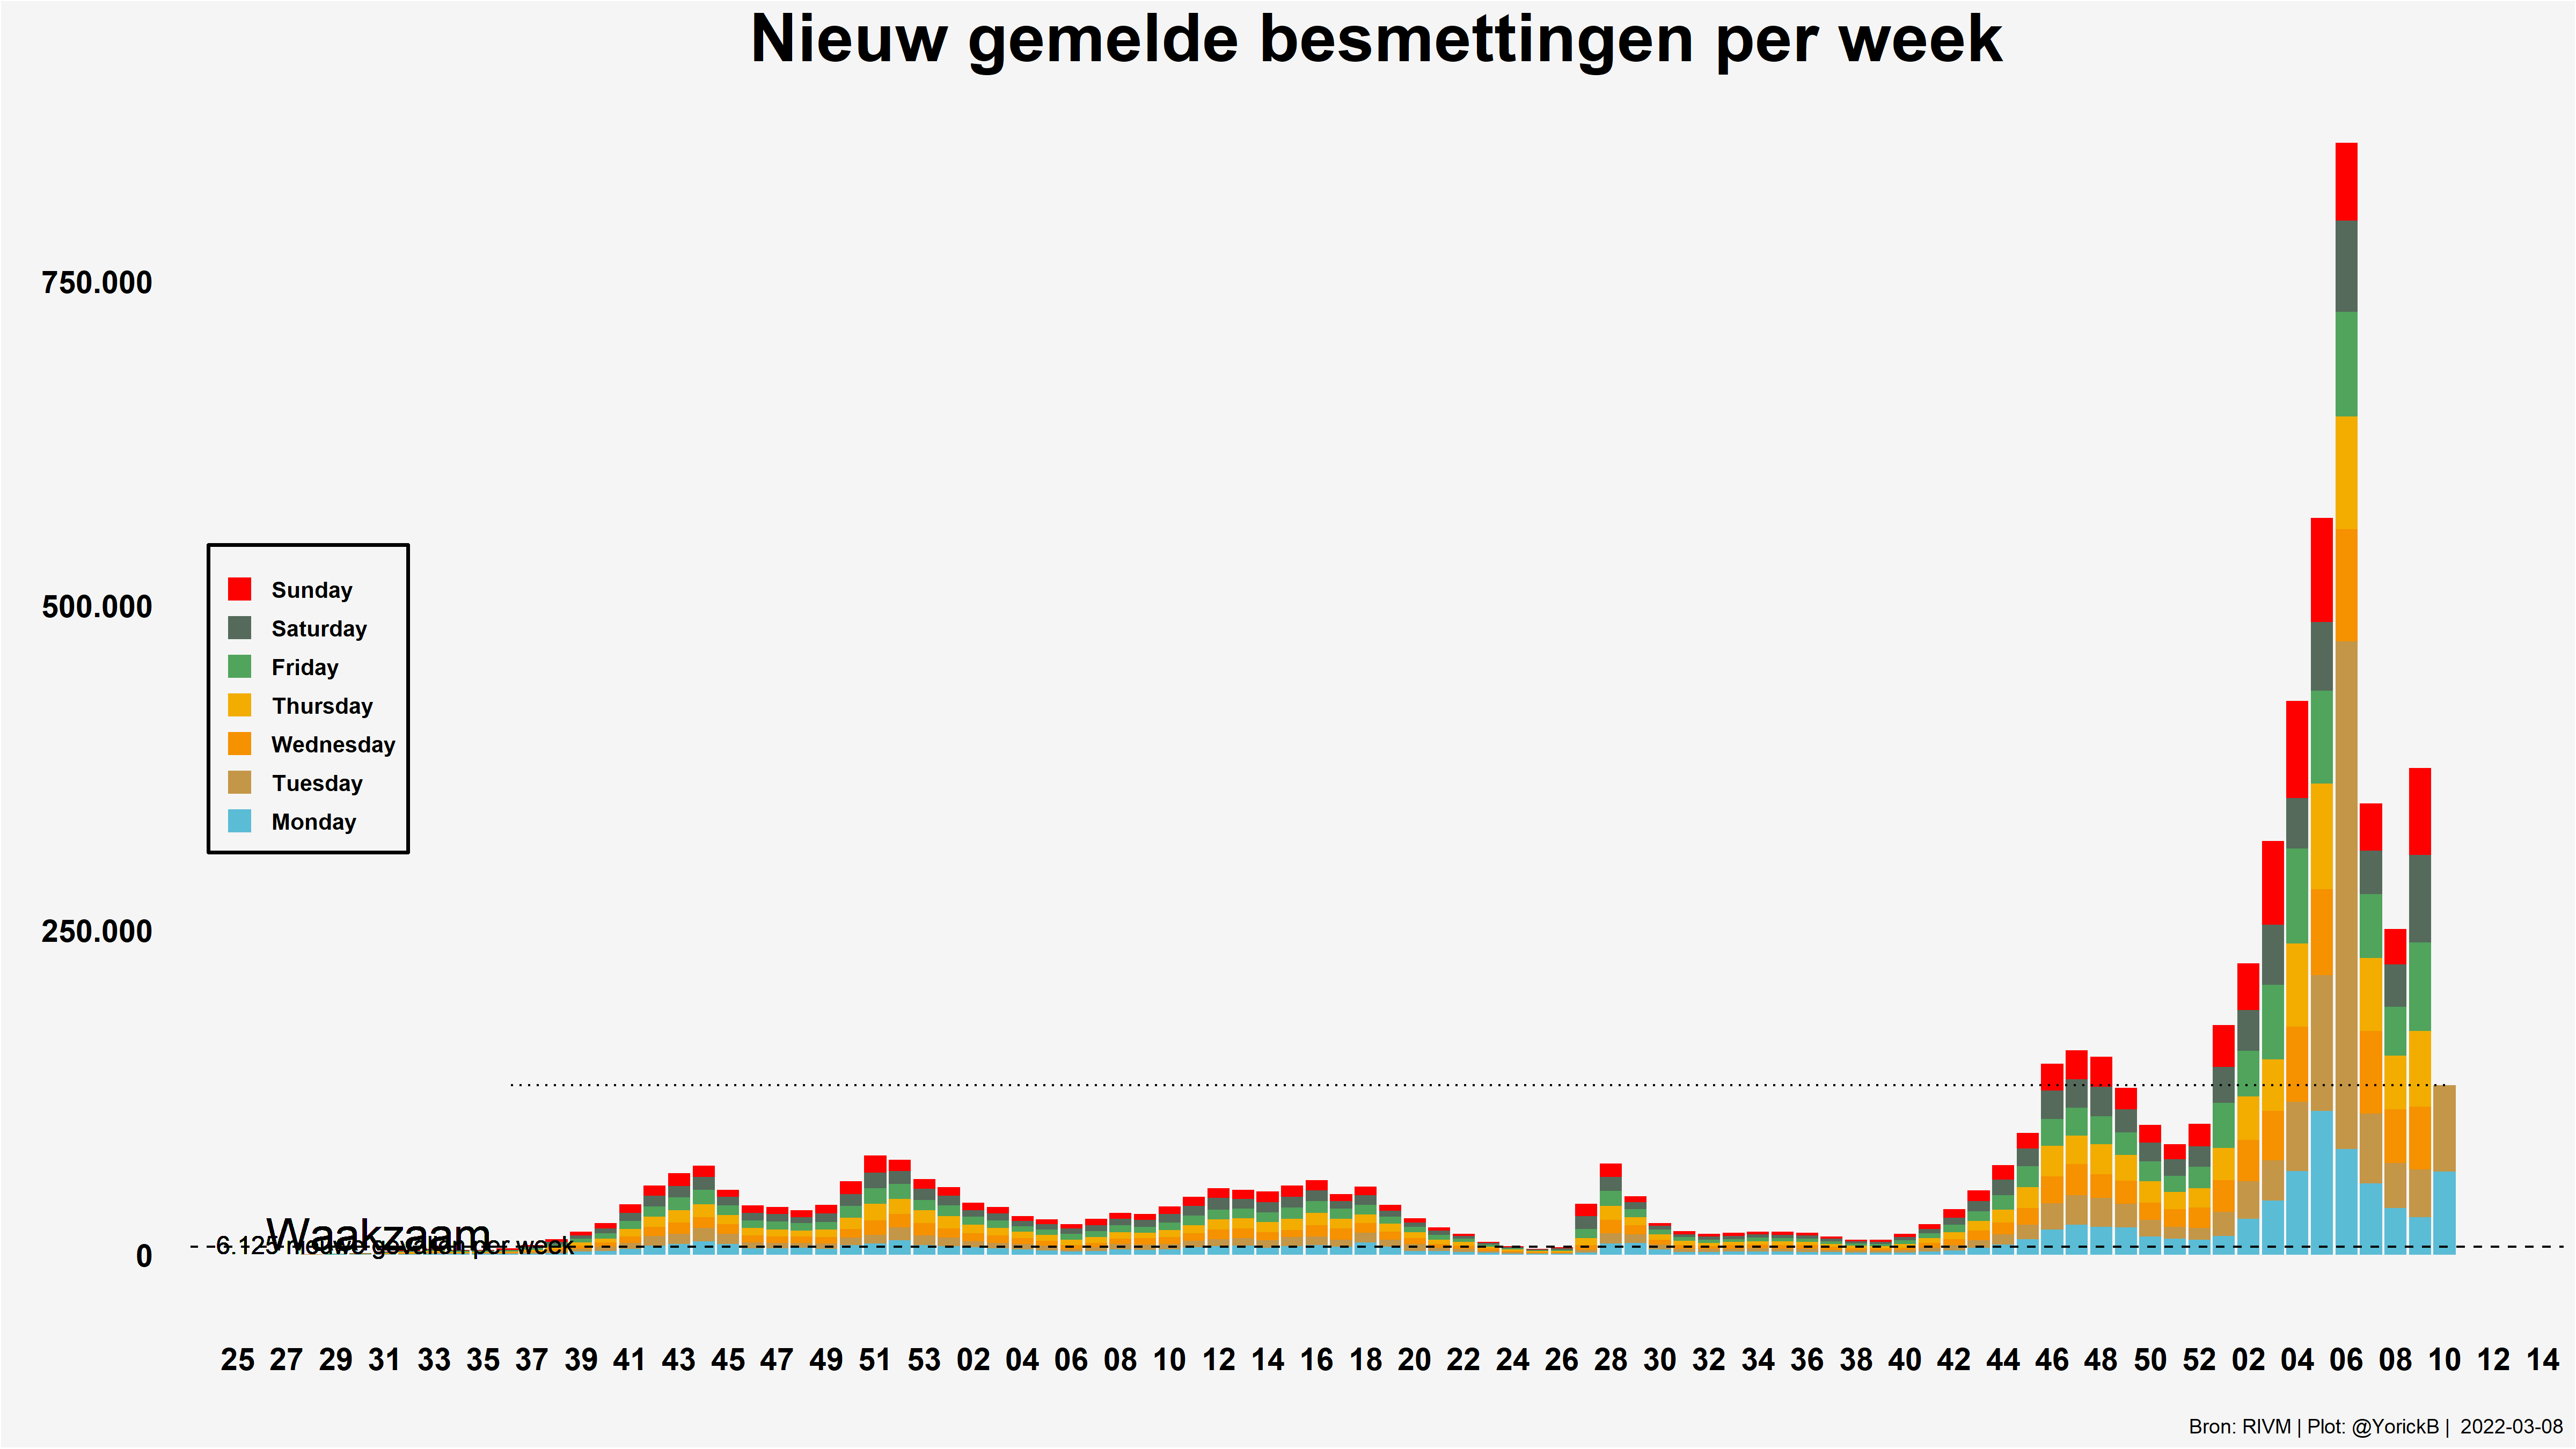 Nieuw gemelde besmettingen per week
750.000
500.000
250.000
0
Sunday
Saturday
Friday
Thursday
Wednesday
Tuesday
Monday
Waakzaam
6.125 nieuwe gevallen per week
25 27 29 31 33 35 37 39 41 43 45 47 49 51 53 02 04 06 08 10 12 14 16 18 20 22 24 26 28 30 32 34 36 38 40 42 44 46 48 50 52 02 04 06 08 10 12 14
Bron: RIVM | Plot: @YorickB | 2022-03-08